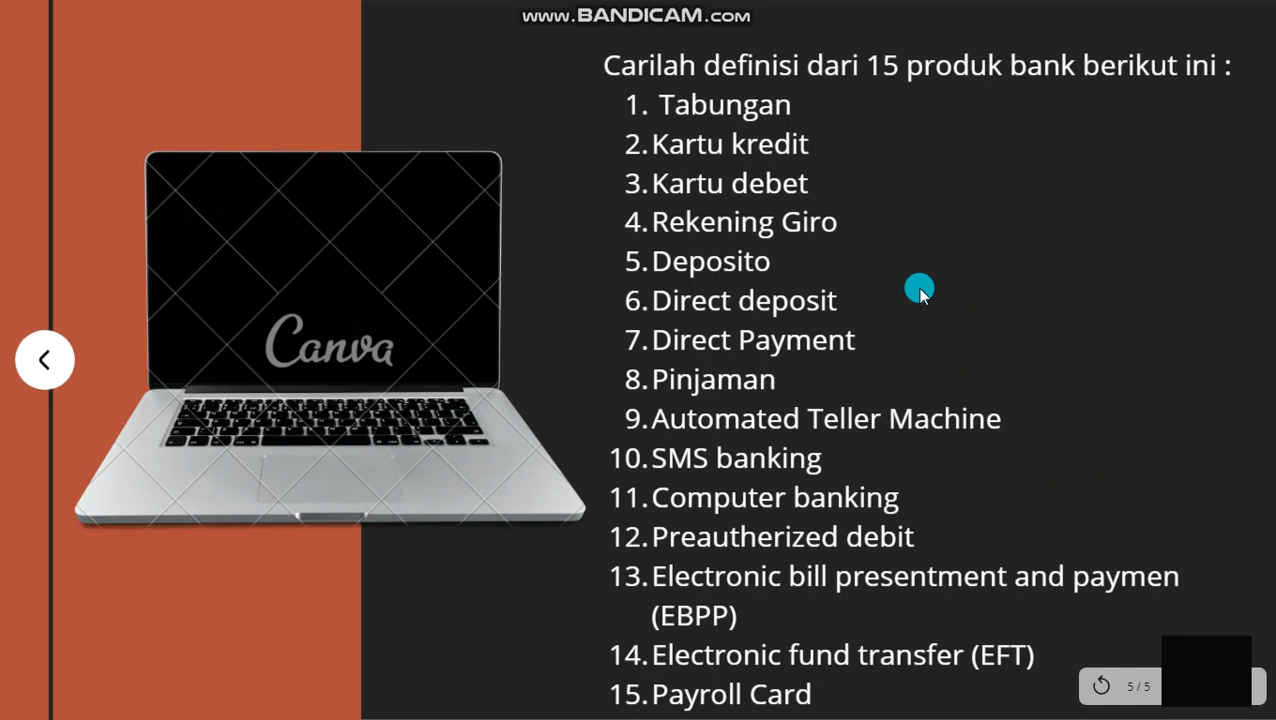 www.BANDICAM.com
Carilah definisi dari 15 produk bank berikut ini :
1. Tabungan
2. Kartu kredit
3. Kartu debet
4. Rekening Giro
5. Deposito
6. Direct deposit
7. Direct Payment
8. Pinjaman
9. Automated Teller Machine
10. SMS banking
11. Computer banking
12. Preautherized debit
13. Electronic bill presentment and paymen
(EBPP)
14. Electronic fund transfer (EFT)
15. Payroll Card
Canva
5 / 5